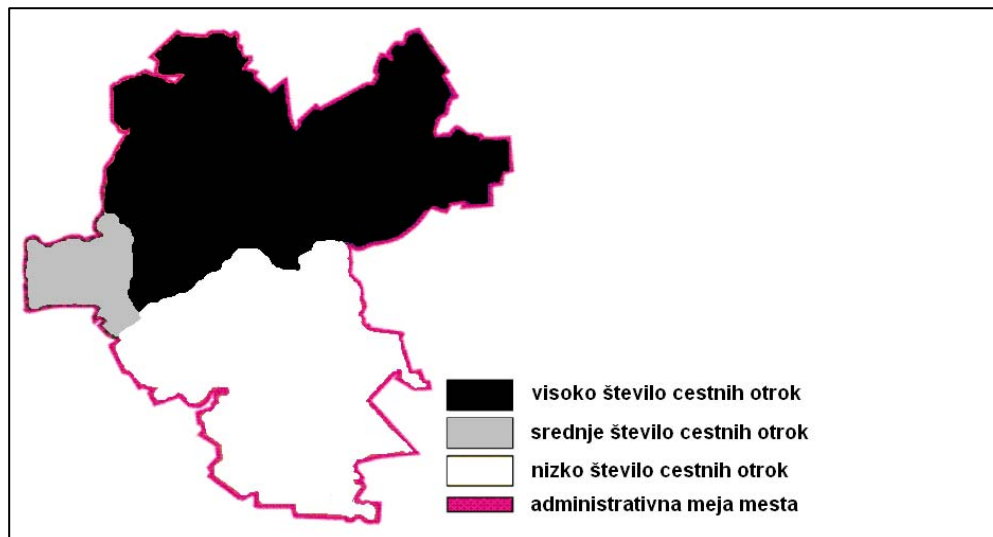 visoko število cestnih otrok
srednje število cestnih otrok
nizko število cestnih otrok
administrativna meja mesta